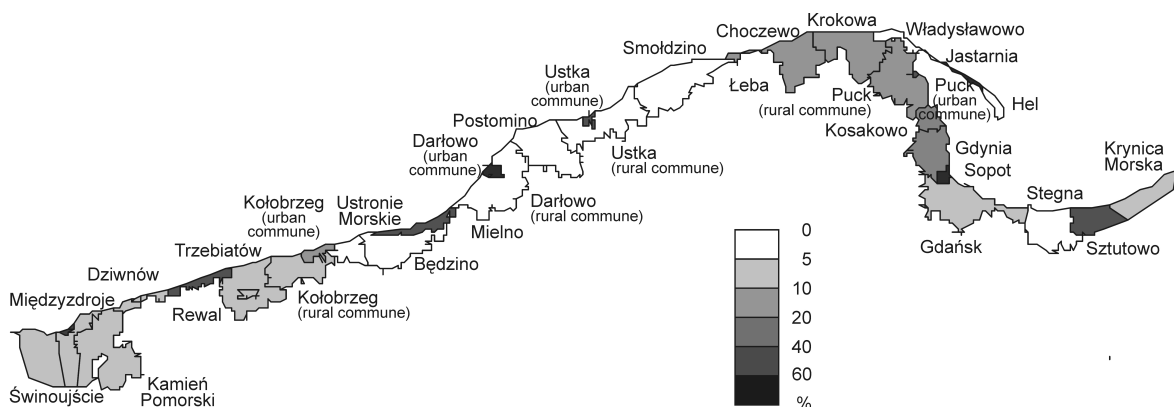 Krokowa
Choczewo
Władysławowo
Smołdzino
Jastarnia
Ustka
(urban
commune)
Łeba
Puck
(rural commune)
Puck
(urban
commune)
Hel
Postomino
Kosakowo
Darłowo
(urban
commune)
Ustka
(rural commune)
Gdynia
Sopot
Krynica
Morska
Kołobrzeg
(urban
commune)
Ustronie
Morskie
Darłowo
(rural commune)
Stegna
Mielno
Trzebiatów
Gdańsk
Sztutowo
Będzino
Dziwnów
Kołobrzeg
(rural commune)
Międzyzdroje
Rewal
Kamień
Pomorski
Świnoujście
0
5
10
20
40
60
%